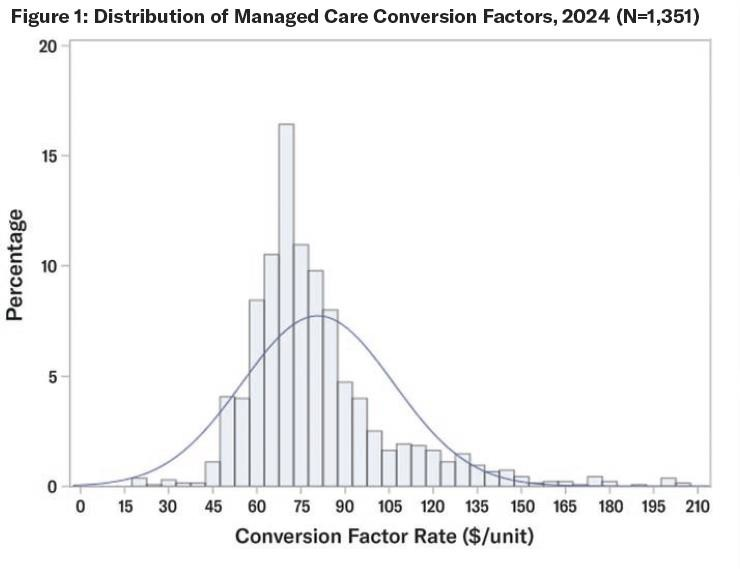 Figure 1: Distribution of Managed Care Conversion Factors, 2024 (N=1,351)
20
15
10
5
0
Percentage
0 15 30 45 60 75 90 105 120 135 150 165 180 195 210
Conversion Factor Rate ($/unit)